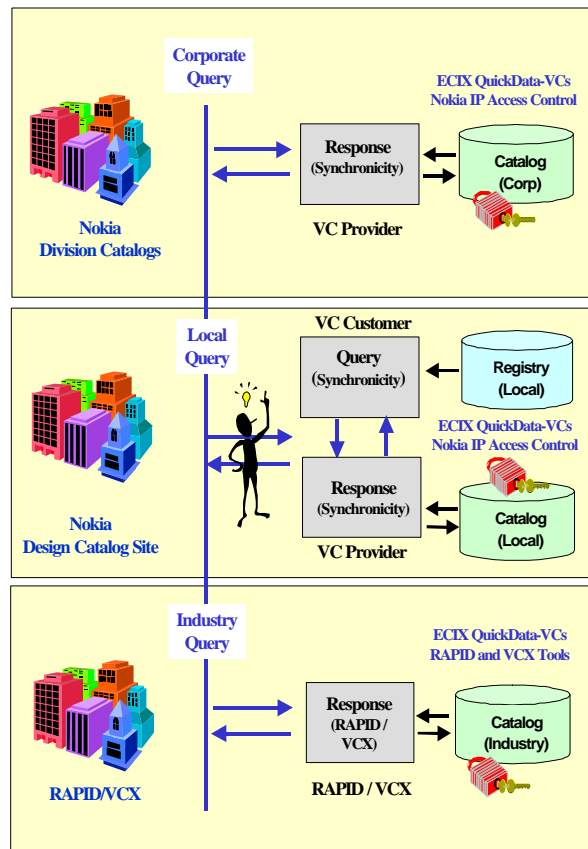 Corporate
Query
ECIX QuickData-VCs
Nokia IP Access Control
Response
(Synchronicity)
Catalog
(Corp)
Nokia
Division Catalogs
VC Provider
Local
Query
VC Customer
Query
(Synchronicity)
Registry
(Local)
ECIX QuickData-VCs
Nokia IP Access Control
Response
(Synchronicity)
Catalog
(Local)
Nokia
Design Catalog Site
VC Provider
Industry
Query
ECIX QuickData-VCs
RAPID and VCX Tools
Response
(RAPID /
VCX)
Catalog
(Industry)
RAPID/VCX
RAPID / VCX